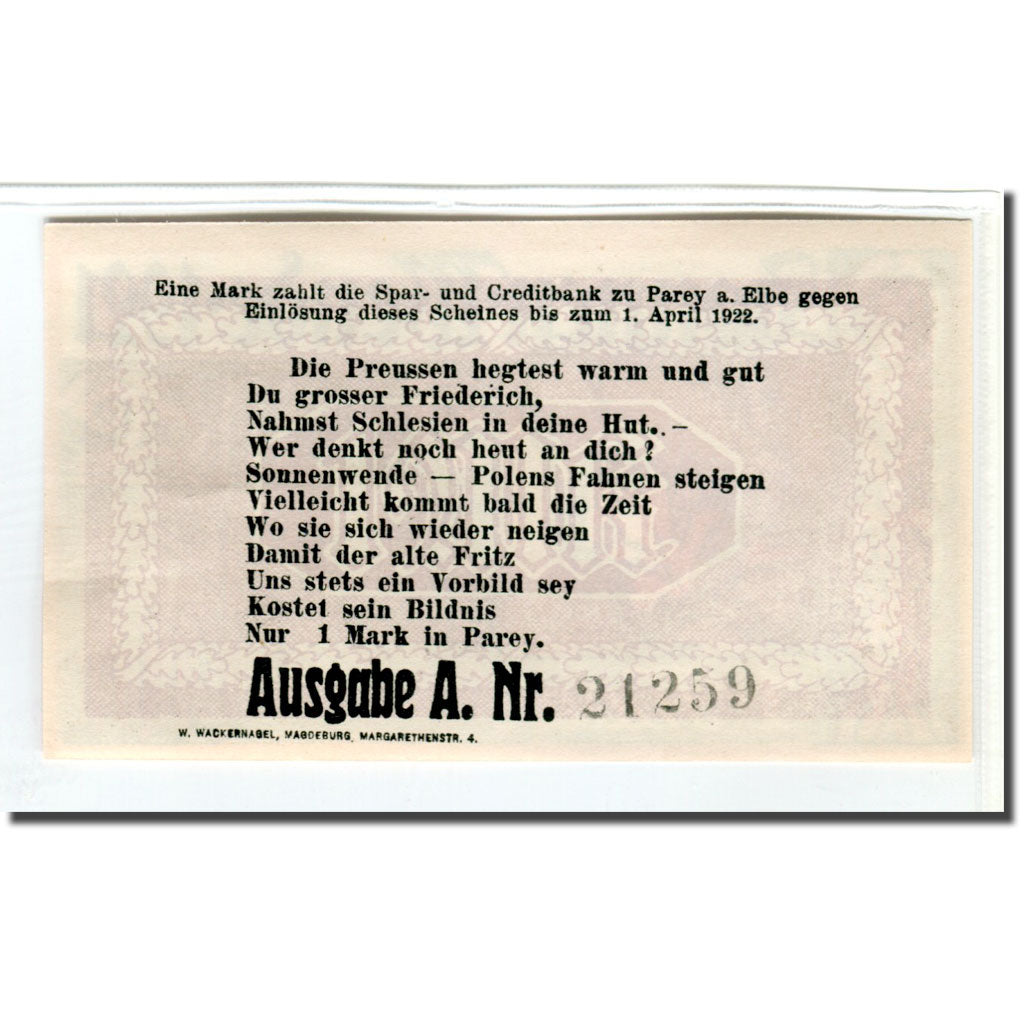 Eine Mark zahlt die Spar- und Creditbank zu Parey a. Elbe gegen
Einlösung dieses Scheines bis zum 1. April 1922.
Die Preussen hegtest warm und gut
Du grosser Friederich,
Nahmst Schlesien in deine Hut. –
Wer denkt noch heut an dich?
Sonnenwende — Polens Fahnen steigen
Vielleicht kommt bald die Zeit
Wo sie sich wieder neigen
Damit der alte Fritz
Uns stets ein Vorbild sey
Kostet sein Bildnis
Nur 1 Mark in Parey.
Ausgabe A. Nr. 21259
W. WACKERNAGEL, MAGDEBURG, MARGARETHENSTR. 4.